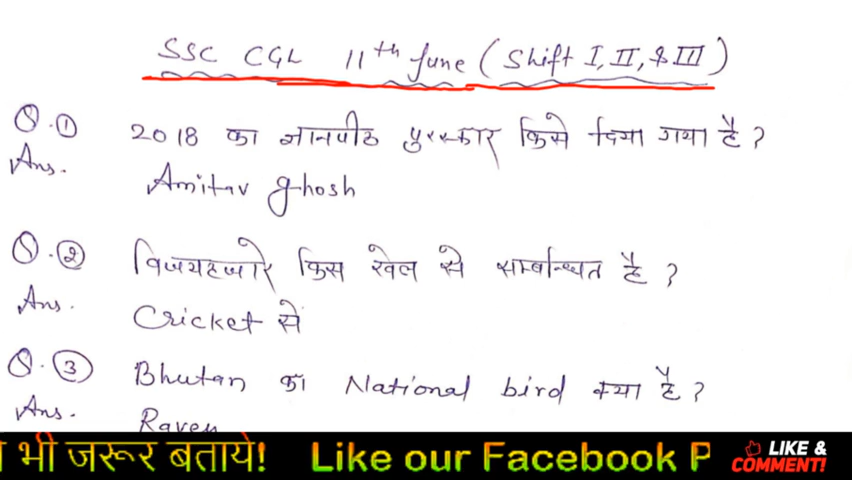 SSC CGL 11th June (Shift I, II, & III)
Q.①
2018 का ज्ञानपीठ पुरस्कार किसे दिया गया है?
Ans.
Amitav ghosh
Q.②
विजयहजारे किस खेल से सम्बन्धित है?
Ans.
Cricket से
Q.③
Bhutan का National bird क्या है?
Ans.
Raven
भी जरूर बताये! Like our Facebook P
LIKE &
COMMENT!